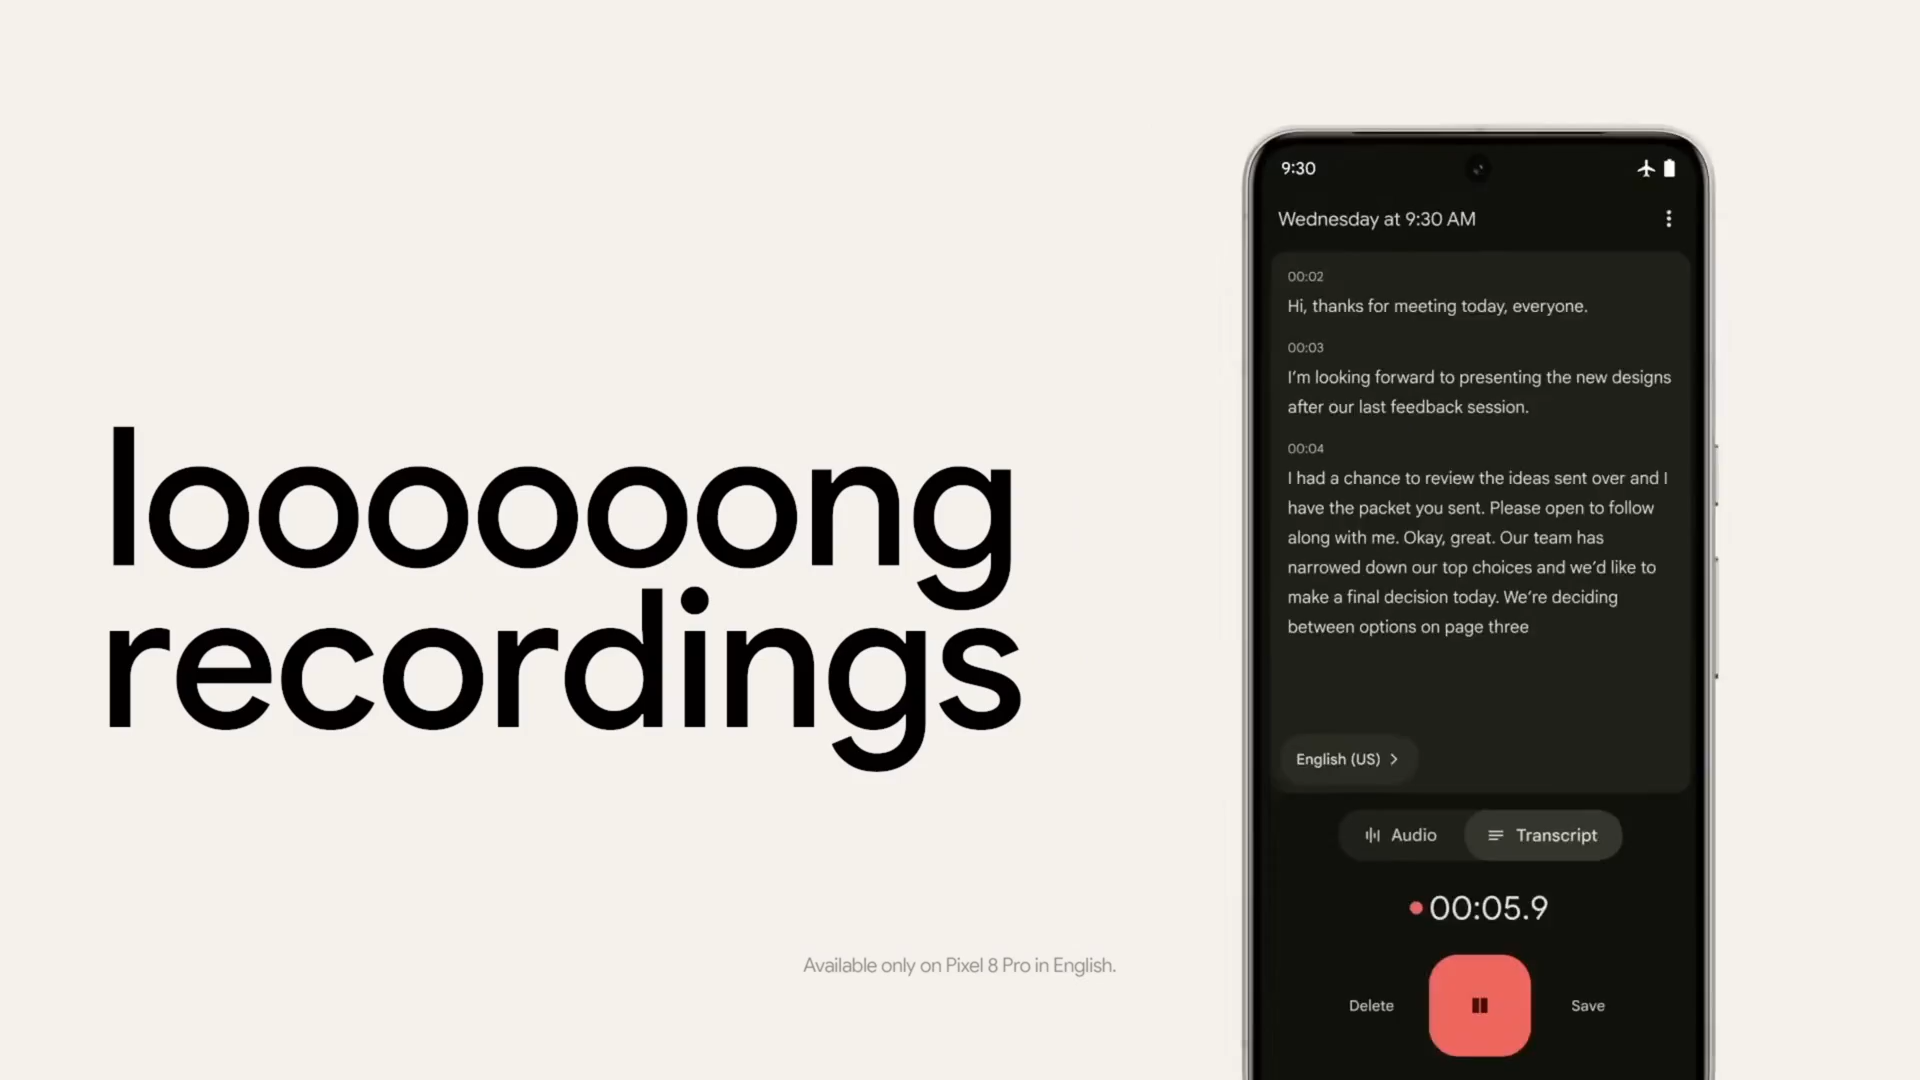 looooooong
recordings
Available only on Pixel 8 Pro in English.
9:30
Wednesday at 9:30 AM
00:02
Hi, thanks for meeting today, everyone.
00:03
I’m looking forward to presenting the new designs
after our last feedback session.
00:04
I had a chance to review the ideas sent over and I
have the packet you sent. Please open to follow
along with me. Okay, great. Our team has
narrowed down our top choices and we’d like to
make a final decision today. We’re deciding
between options on page three
English (US)
Audio
Transcript
00:05.9
Delete
Save